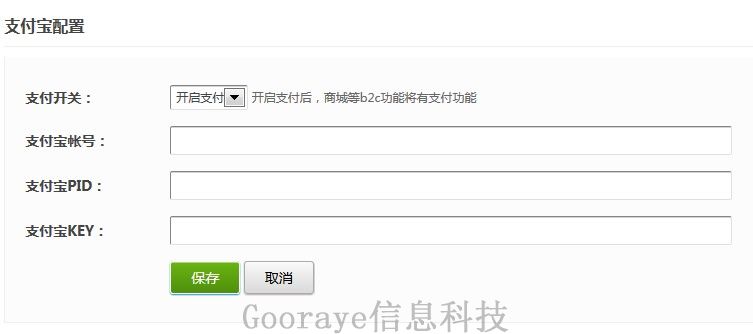 支付宝配置
支付开关： 开启支付 开启支付后，商城等b2c功能将有支付功能
支付宝帐号：
支付宝PID：
支付宝KEY：
保存 取消
Gooraye信息科技